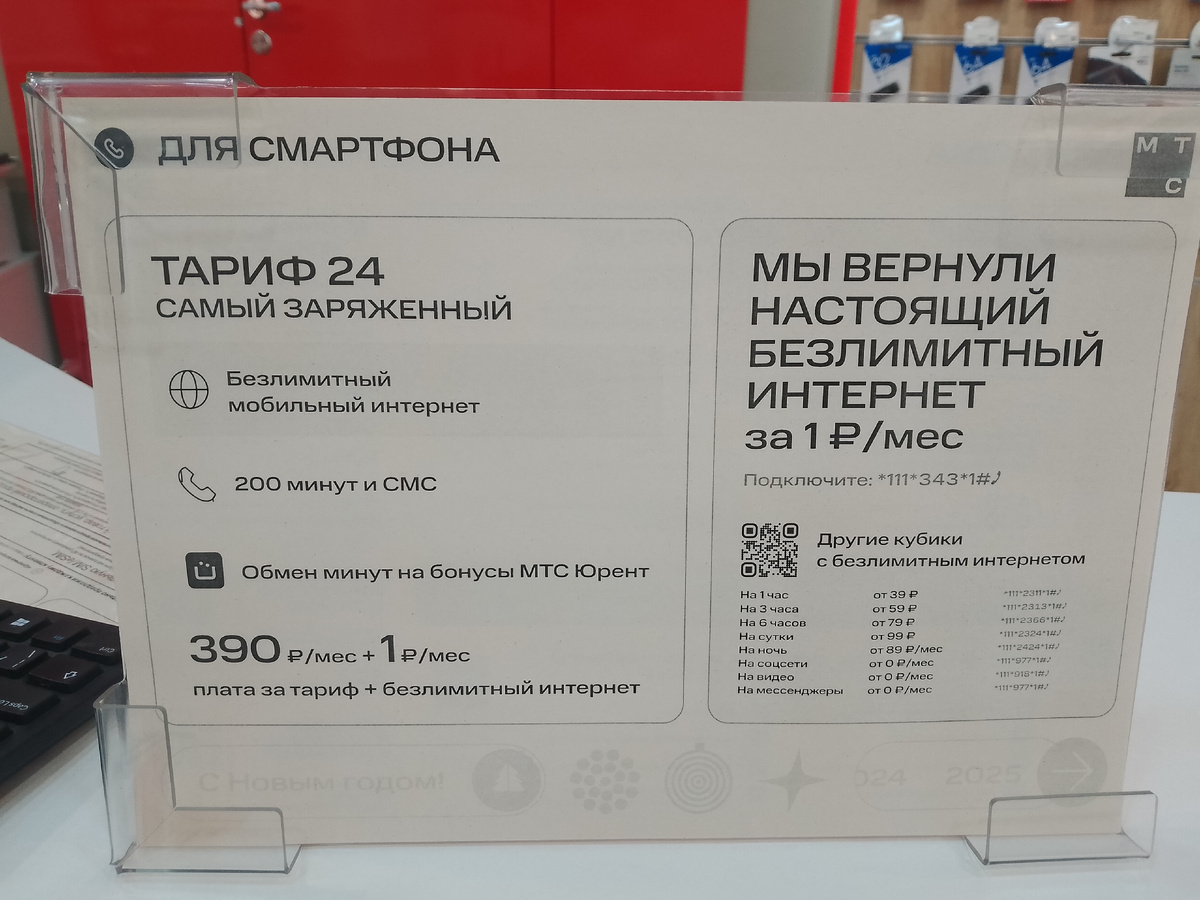 ДЛЯ СМАРТФОНА
МТС
ТАРИФ 24
САМЫЙ ЗАРЯЖЕННЫЙ
Безлимитный
мобильный интернет
200 минут и СМС
Обмен минут на бонусы МТС Юрент
390 ₽/мес + 1 ₽/мес
плата за тариф + безлимитный интернет
МЫ ВЕРНУЛИ
НАСТОЯЩИЙ
БЕЗЛИМИТНЫЙ
ИНТЕРНЕТ
за 1 ₽/мес
Подключите: *111*343*1#
Другие кубики
с безлимитным интернетом
На 1 час от 39 ₽ *111*2311*1#
На 3 часа от 59 ₽ *111*2313*1#
На 6 часов от 79 ₽ *111*2366*1#
На сутки от 99 ₽ *111*2324*1#
На ночь от 89 ₽/мес *111*2424*1#
На соцсети от 0 ₽/мес *111*977*1#
На видео от 0 ₽/мес *111*918*1#
На мессенджеры от 0 ₽/мес *111*977*1#
С Новым годом! 024 2025